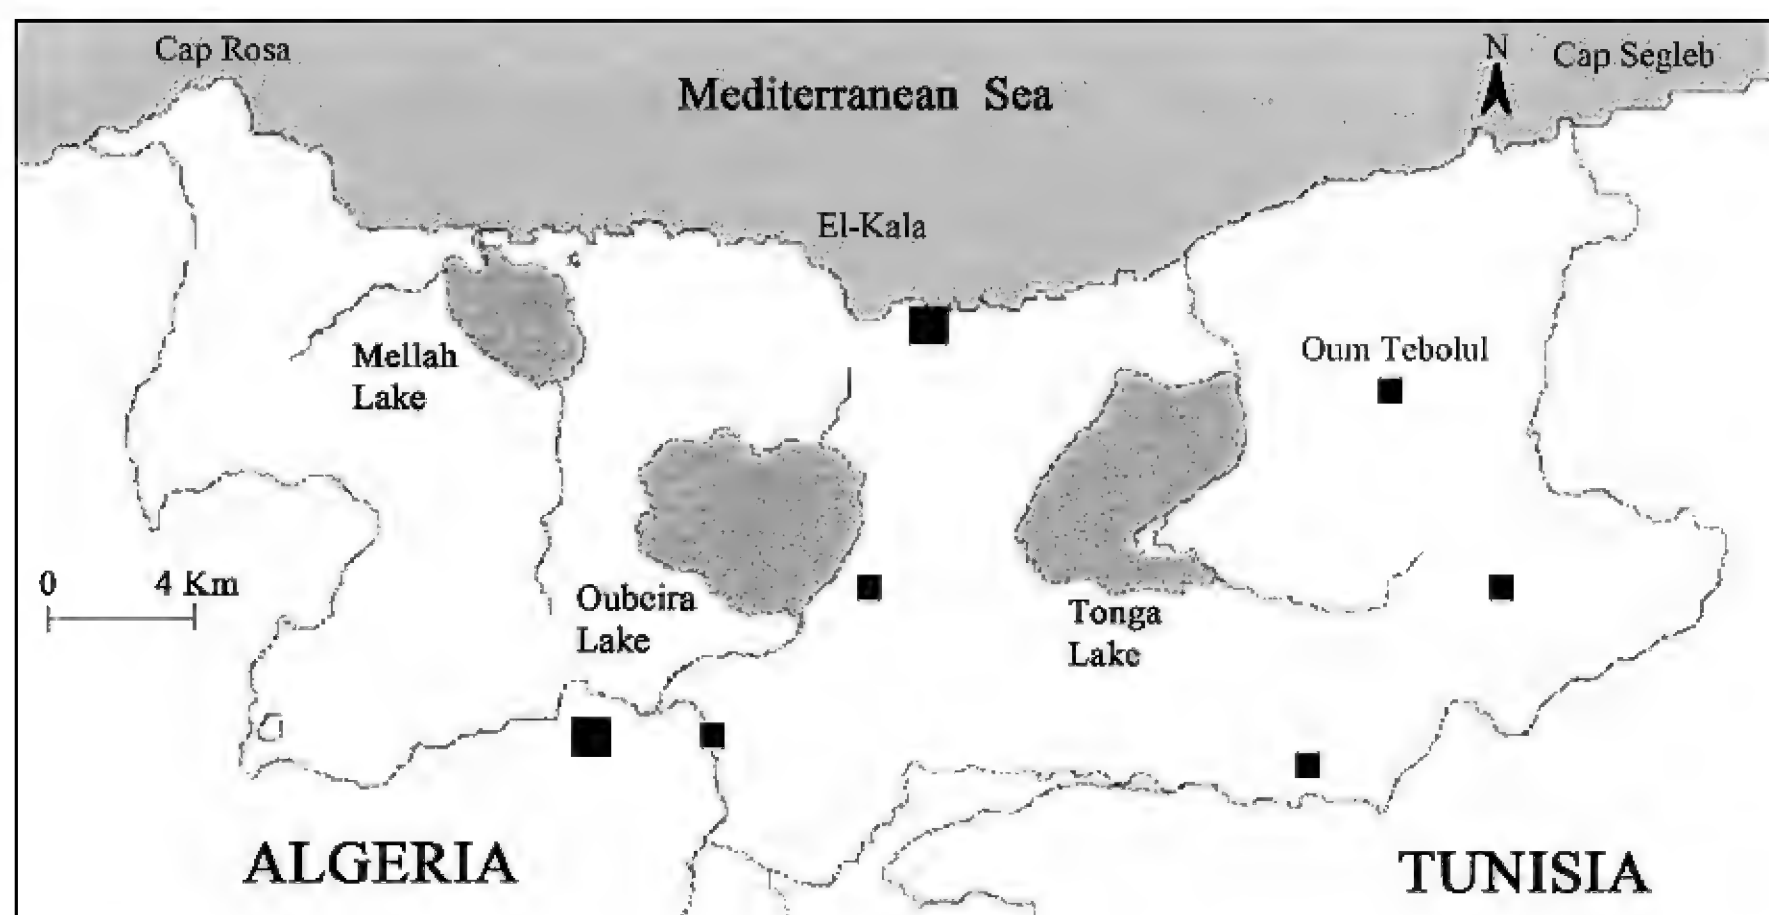 Cap Rosa
N
Cap Segleb
Mediterranean Sea
El-Kala
Oum Tebolul
Mellah
Lake
0 4 Km
Oubeira
Lake
Tonga
Lake
ALGERIA
TUNISIA